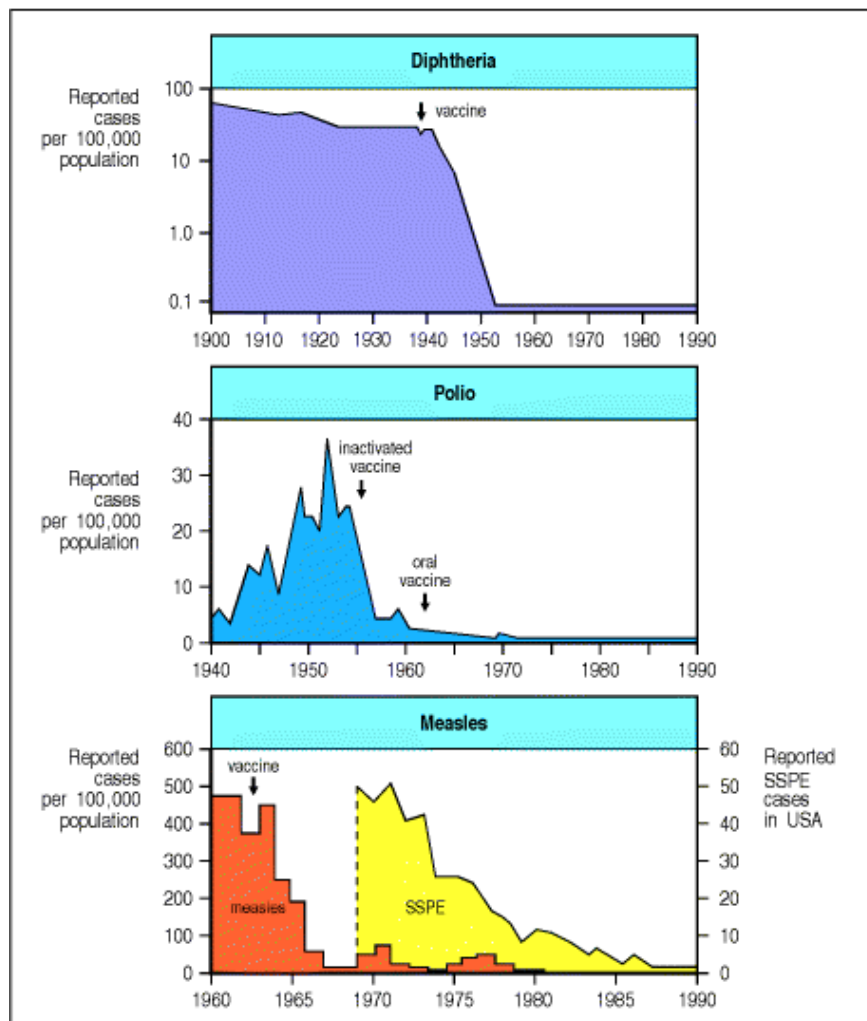 Diphtheria
Reported
cases
per 100,000
population
100
10
1.0
0.1
vaccine
1900 1910 1920 1930 1940 1950 1960 1970 1980 1990
Polio
Reported
cases
per 100,000
population
40
30
20
10
0
inactivated
vaccine
oral
vaccine
1940 1950 1960 1970 1980 1990
Measles
Reported
cases
per 100,000
population
600
500
400
300
200
100
0
vaccine
measles
SSPE
60
50
40
30
20
10
0
Reported
SSPE
cases
in USA
1960 1965 1970 1975 1980 1985 1990